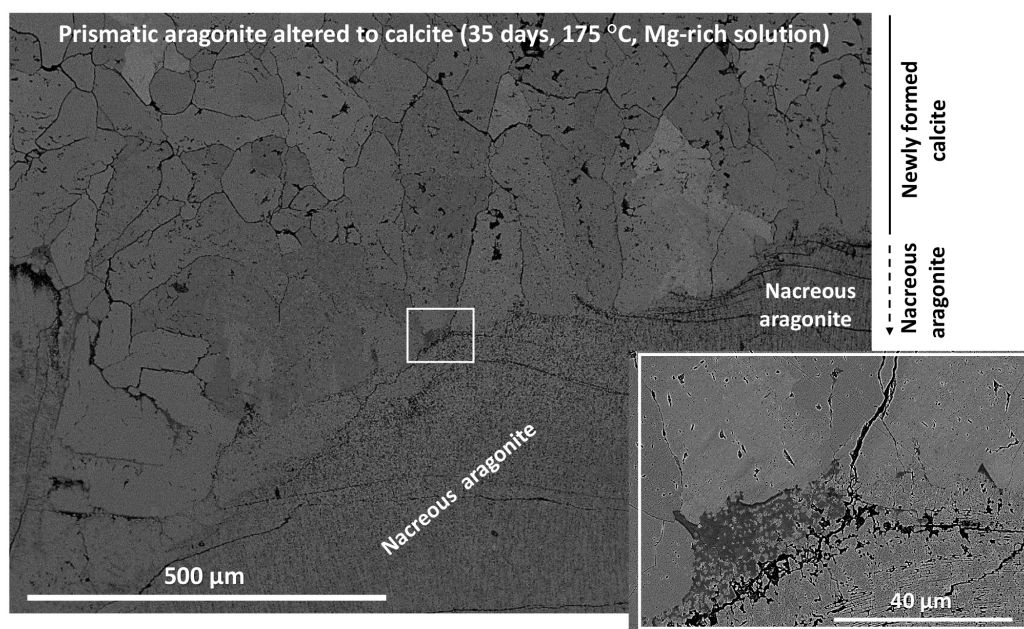 Prismatic aragonite altered to calcite (35 days, 175 °C, Mg-rich solution)
Newly formed
calcite
Nacreous
aragonite
Nacreous
aragonite
Nacreous aragonite
500 µm
40 µm